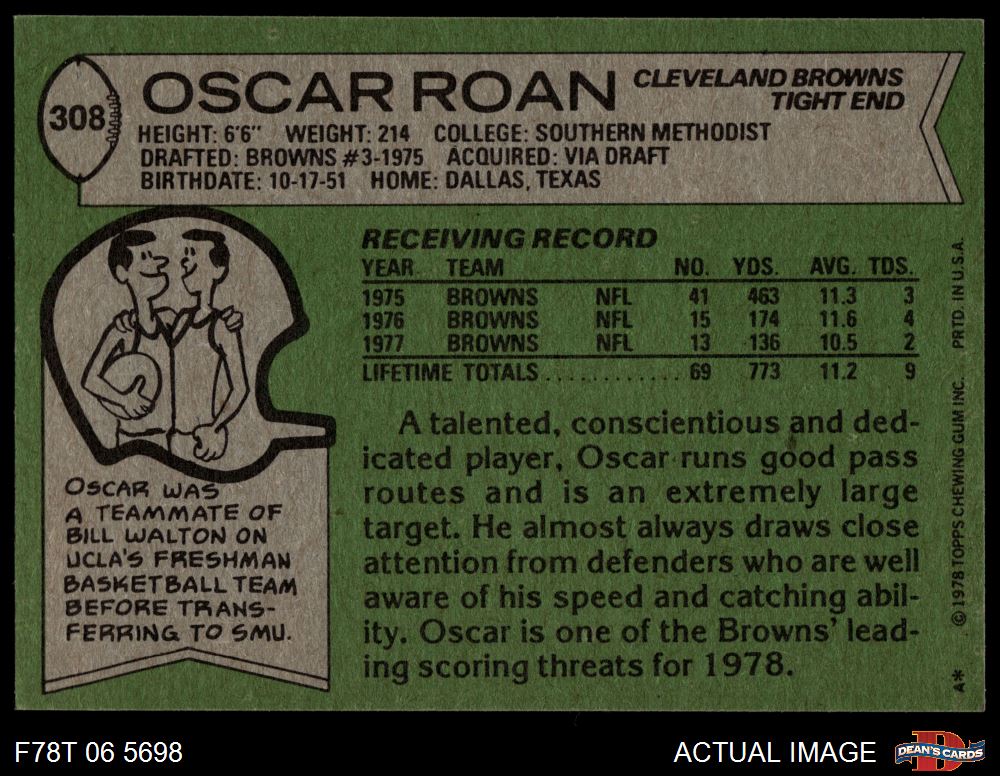 308
OSCAR ROAN
CLEVELAND BROWNS
TIGHT END
HEIGHT: 6'6" WEIGHT: 214 COLLEGE: SOUTHERN METHODIST
DRAFTED: BROWNS #3-1975 ACQUIRED: VIA DRAFT
BIRTHDATE: 10-17-51 HOME: DALLAS, TEXAS
RECEIVING RECORD
YEAR TEAM NO. YDS. AVG. TDS.
1975 BROWNS NFL 41 463 11.3 3
1976 BROWNS NFL 15 174 11.6 4
1977 BROWNS NFL 13 136 10.5 2
LIFETIME TOTALS............ 69 773 11.2 9
OSCAR WAS
A TEAMMATE OF
BILL WALTON ON
UCLA'S FRESHMAN
BASKETBALL TEAM
BEFORE TRANS-
FERRING TO SMU.
A talented, conscientious and ded-
icated player, Oscar runs good pass
routes and is an extremely large
target. He almost always draws close
attention from defenders who are well
aware of his speed and catching abil-
ity. Oscar is one of the Browns' lead-
ing scoring threats for 1978.
A* © 1978 TOPPS CHEWING GUM INC. PRTD. IN U.S.A.
F78T 06 5698
ACTUAL IMAGE
DEAN'S CARDS